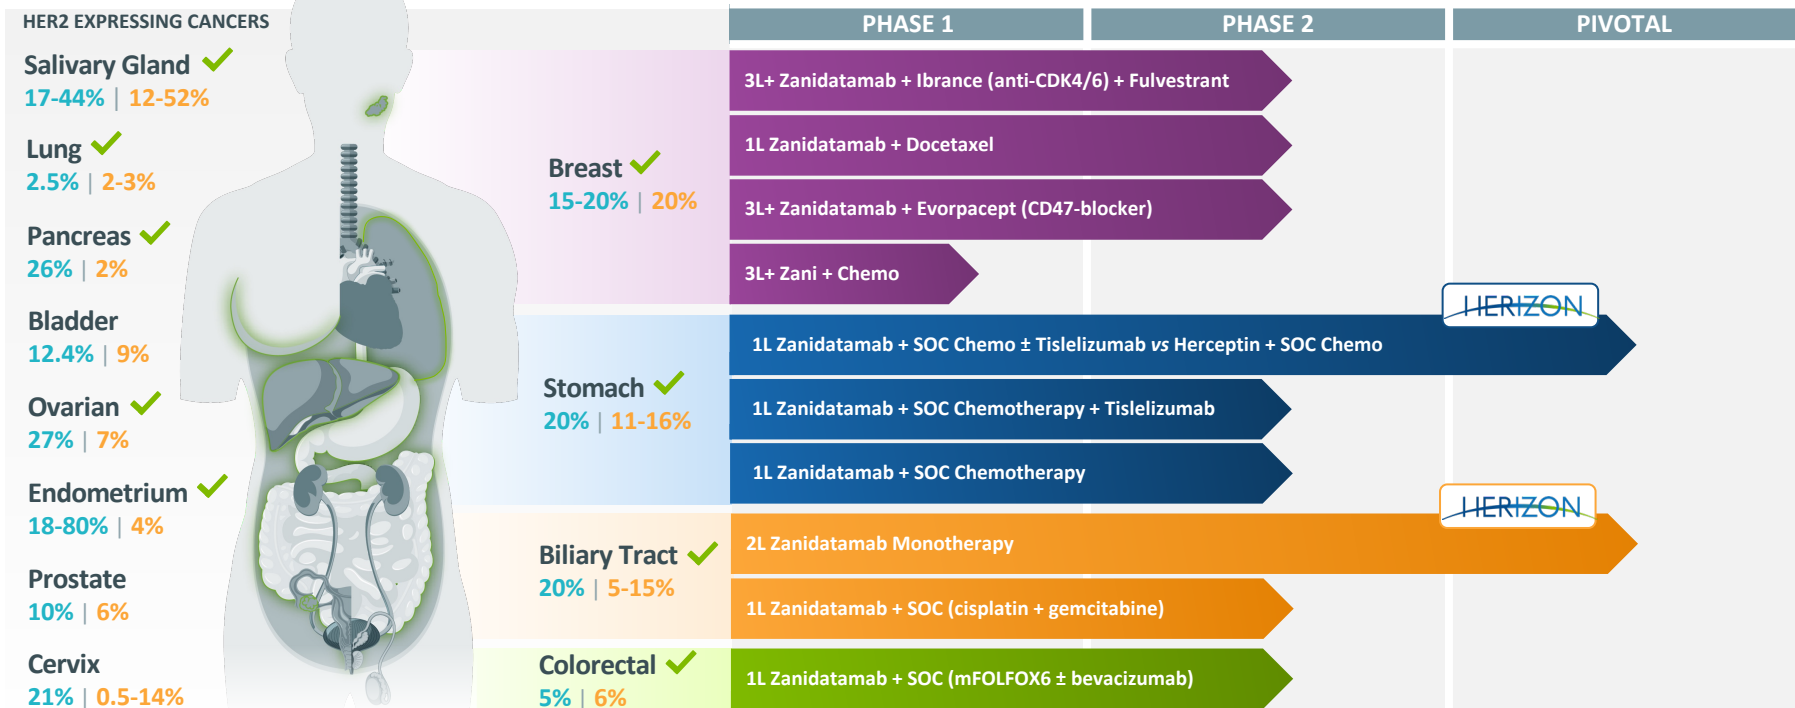 HER2 EXPRESSING CANCERS
PHASE 1
PHASE 2
PIVOTAL
Salivary Gland
17-44% | 12-52%
Lung
2.5% | 2-3%
Pancreas
26% | 2%
Bladder
12.4% | 9%
Ovarian
27% | 7%
Endometrium
18-80% | 4%
Prostate
10% | 6%
Cervix
21% | 0.5-14%
Breast
15-20% | 20%
3L+ Zanidatamab + Ibrance (anti-CDK4/6) + Fulvestrant
1L Zanidatamab + Docetaxel
3L+ Zanidatamab + Evorpacept (CD47-blocker)
3L+ Zani + Chemo
Stomach
20% | 11-16%
HERIZON
1L Zanidatamab + SOC Chemo ± Tislelizumab vs Herceptin + SOC Chemo
1L Zanidatamab + SOC Chemotherapy + Tislelizumab
1L Zanidatamab + SOC Chemotherapy
Biliary Tract
20% | 5-15%
HERIZON
2L Zanidatamab Monotherapy
1L Zanidatamab + SOC (cisplatin + gemcitabine)
Colorectal
5% | 6%
1L Zanidatamab + SOC (mFOLFOX6 ± bevacizumab)